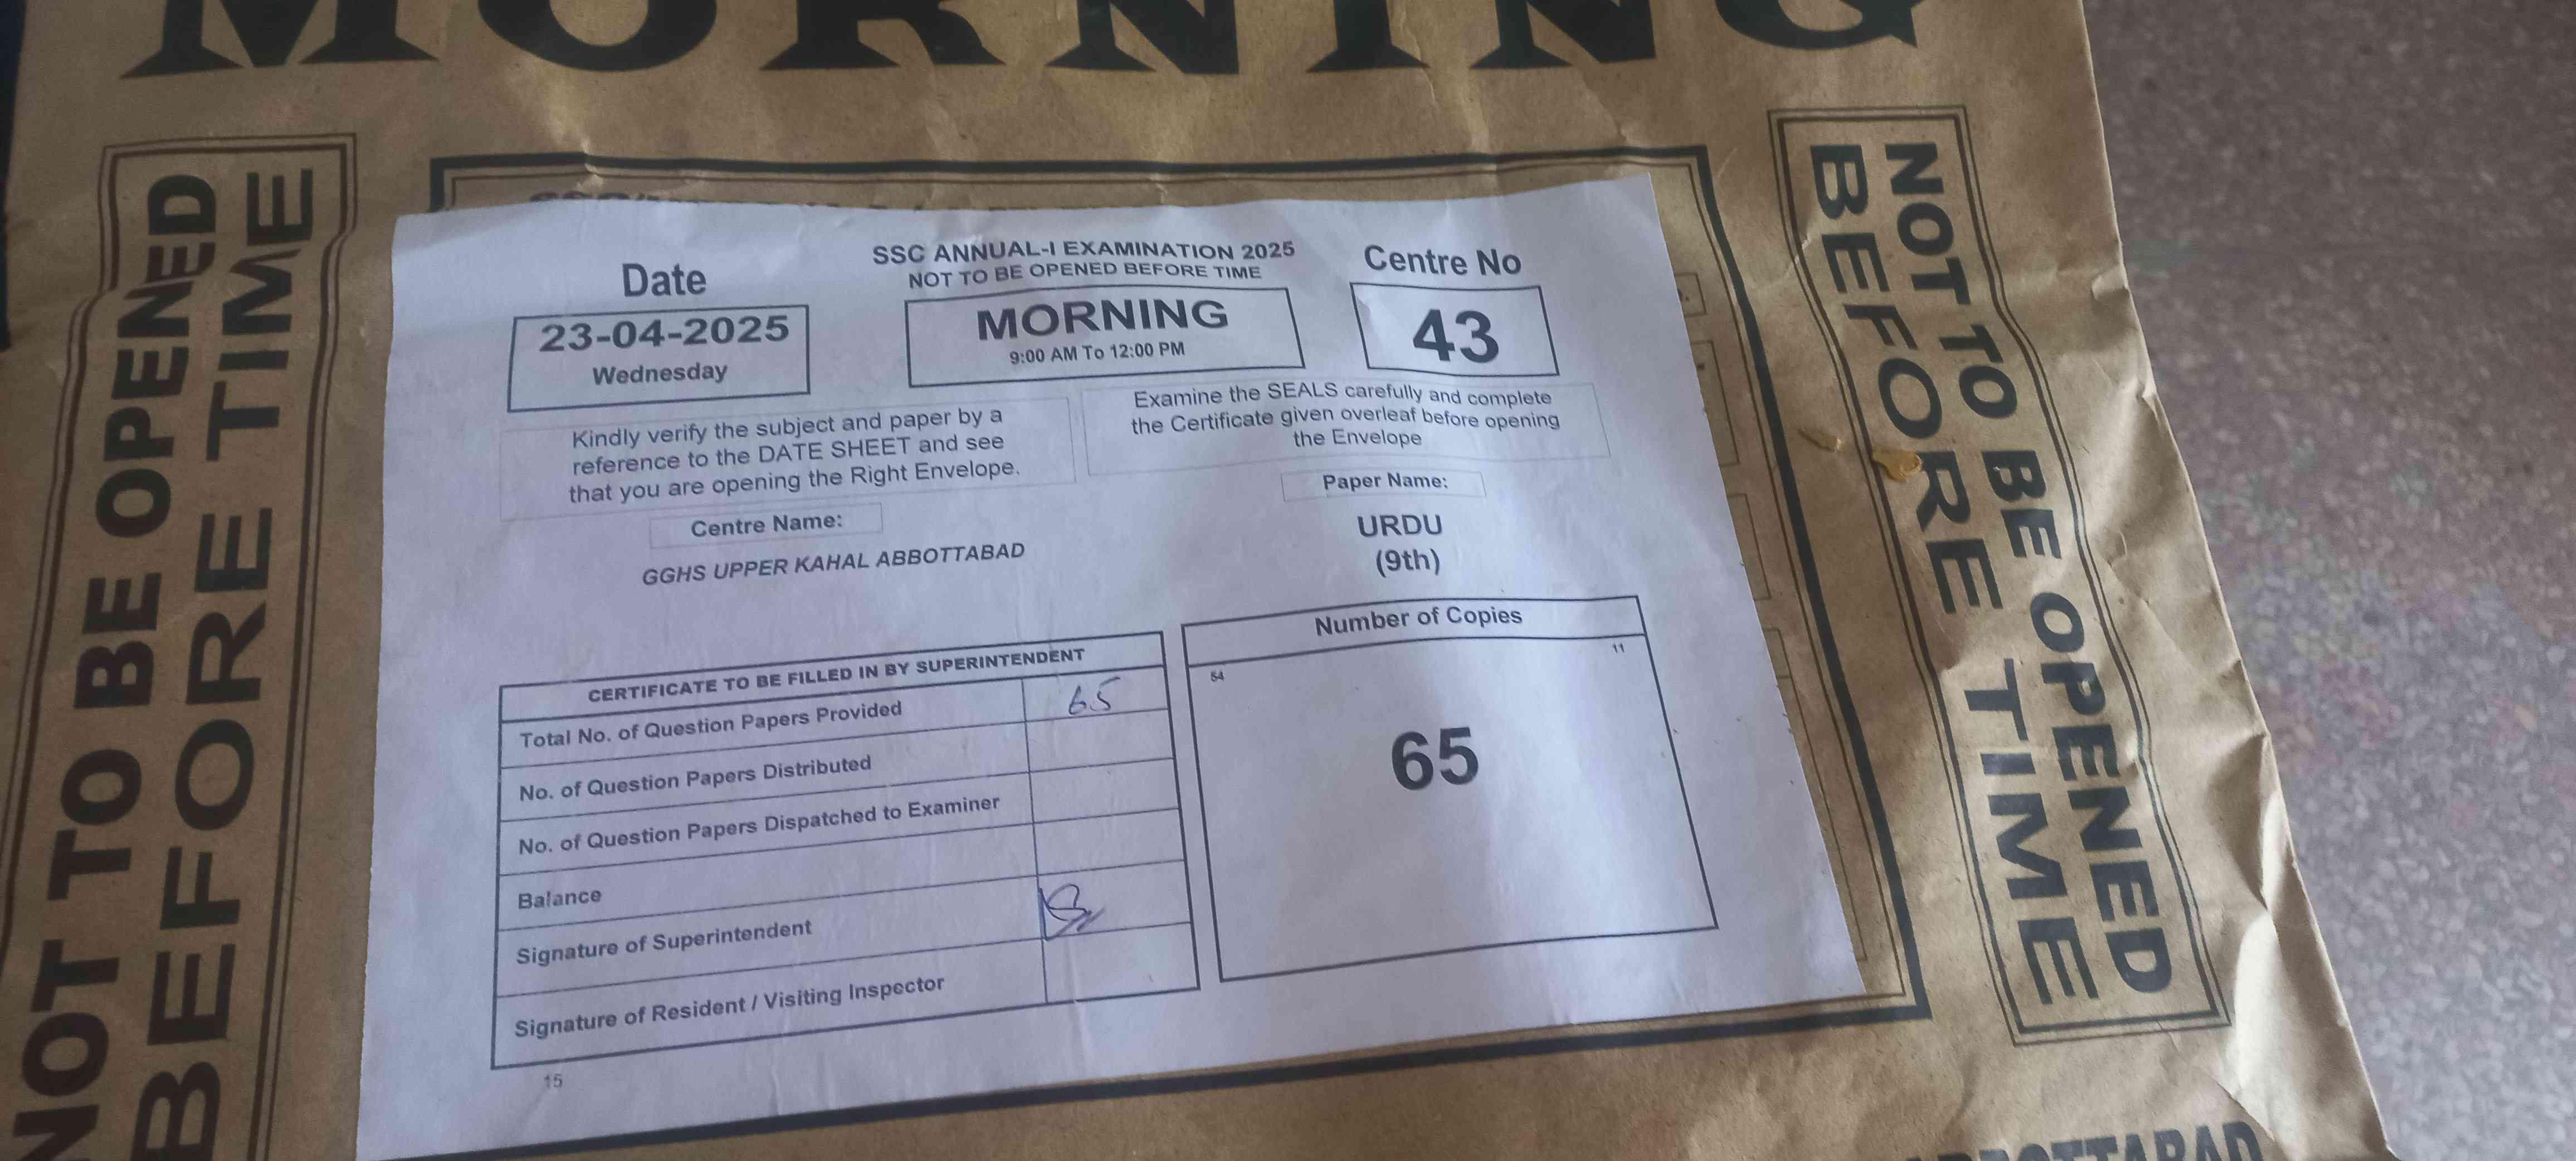 MORNING
NOT TO BE OPENED
BEFORE TIME
SSC ANNUAL-I EXAMINATION 2025
NOT TO BE OPENED BEFORE TIME
Date
23-04-2025
Wednesday
MORNING
9:00 AM To 12:00 PM
Centre No
43
Kindly verify the subject and paper by a
reference to the DATE SHEET and see
that you are opening the Right Envelope.
Examine the SEALS carefully and complete
the Certificate given overleaf before opening
the Envelope
Centre Name:
GGHS UPPER KAHAL ABBOTTABAD
Paper Name:
URDU
(9th)
CERTIFICATE TO BE FILLED IN BY SUPERINTENDENT
Total No. of Question Papers Provided 65
No. of Question Papers Distributed
No. of Question Papers Dispatched to Examiner
Balance
Signature of Superintendent
Signature of Resident / Visiting Inspector
15
Number of Copies
54 11
65
NOT TO BE OPENED
BEFORE TIME
ABBOTTABAD